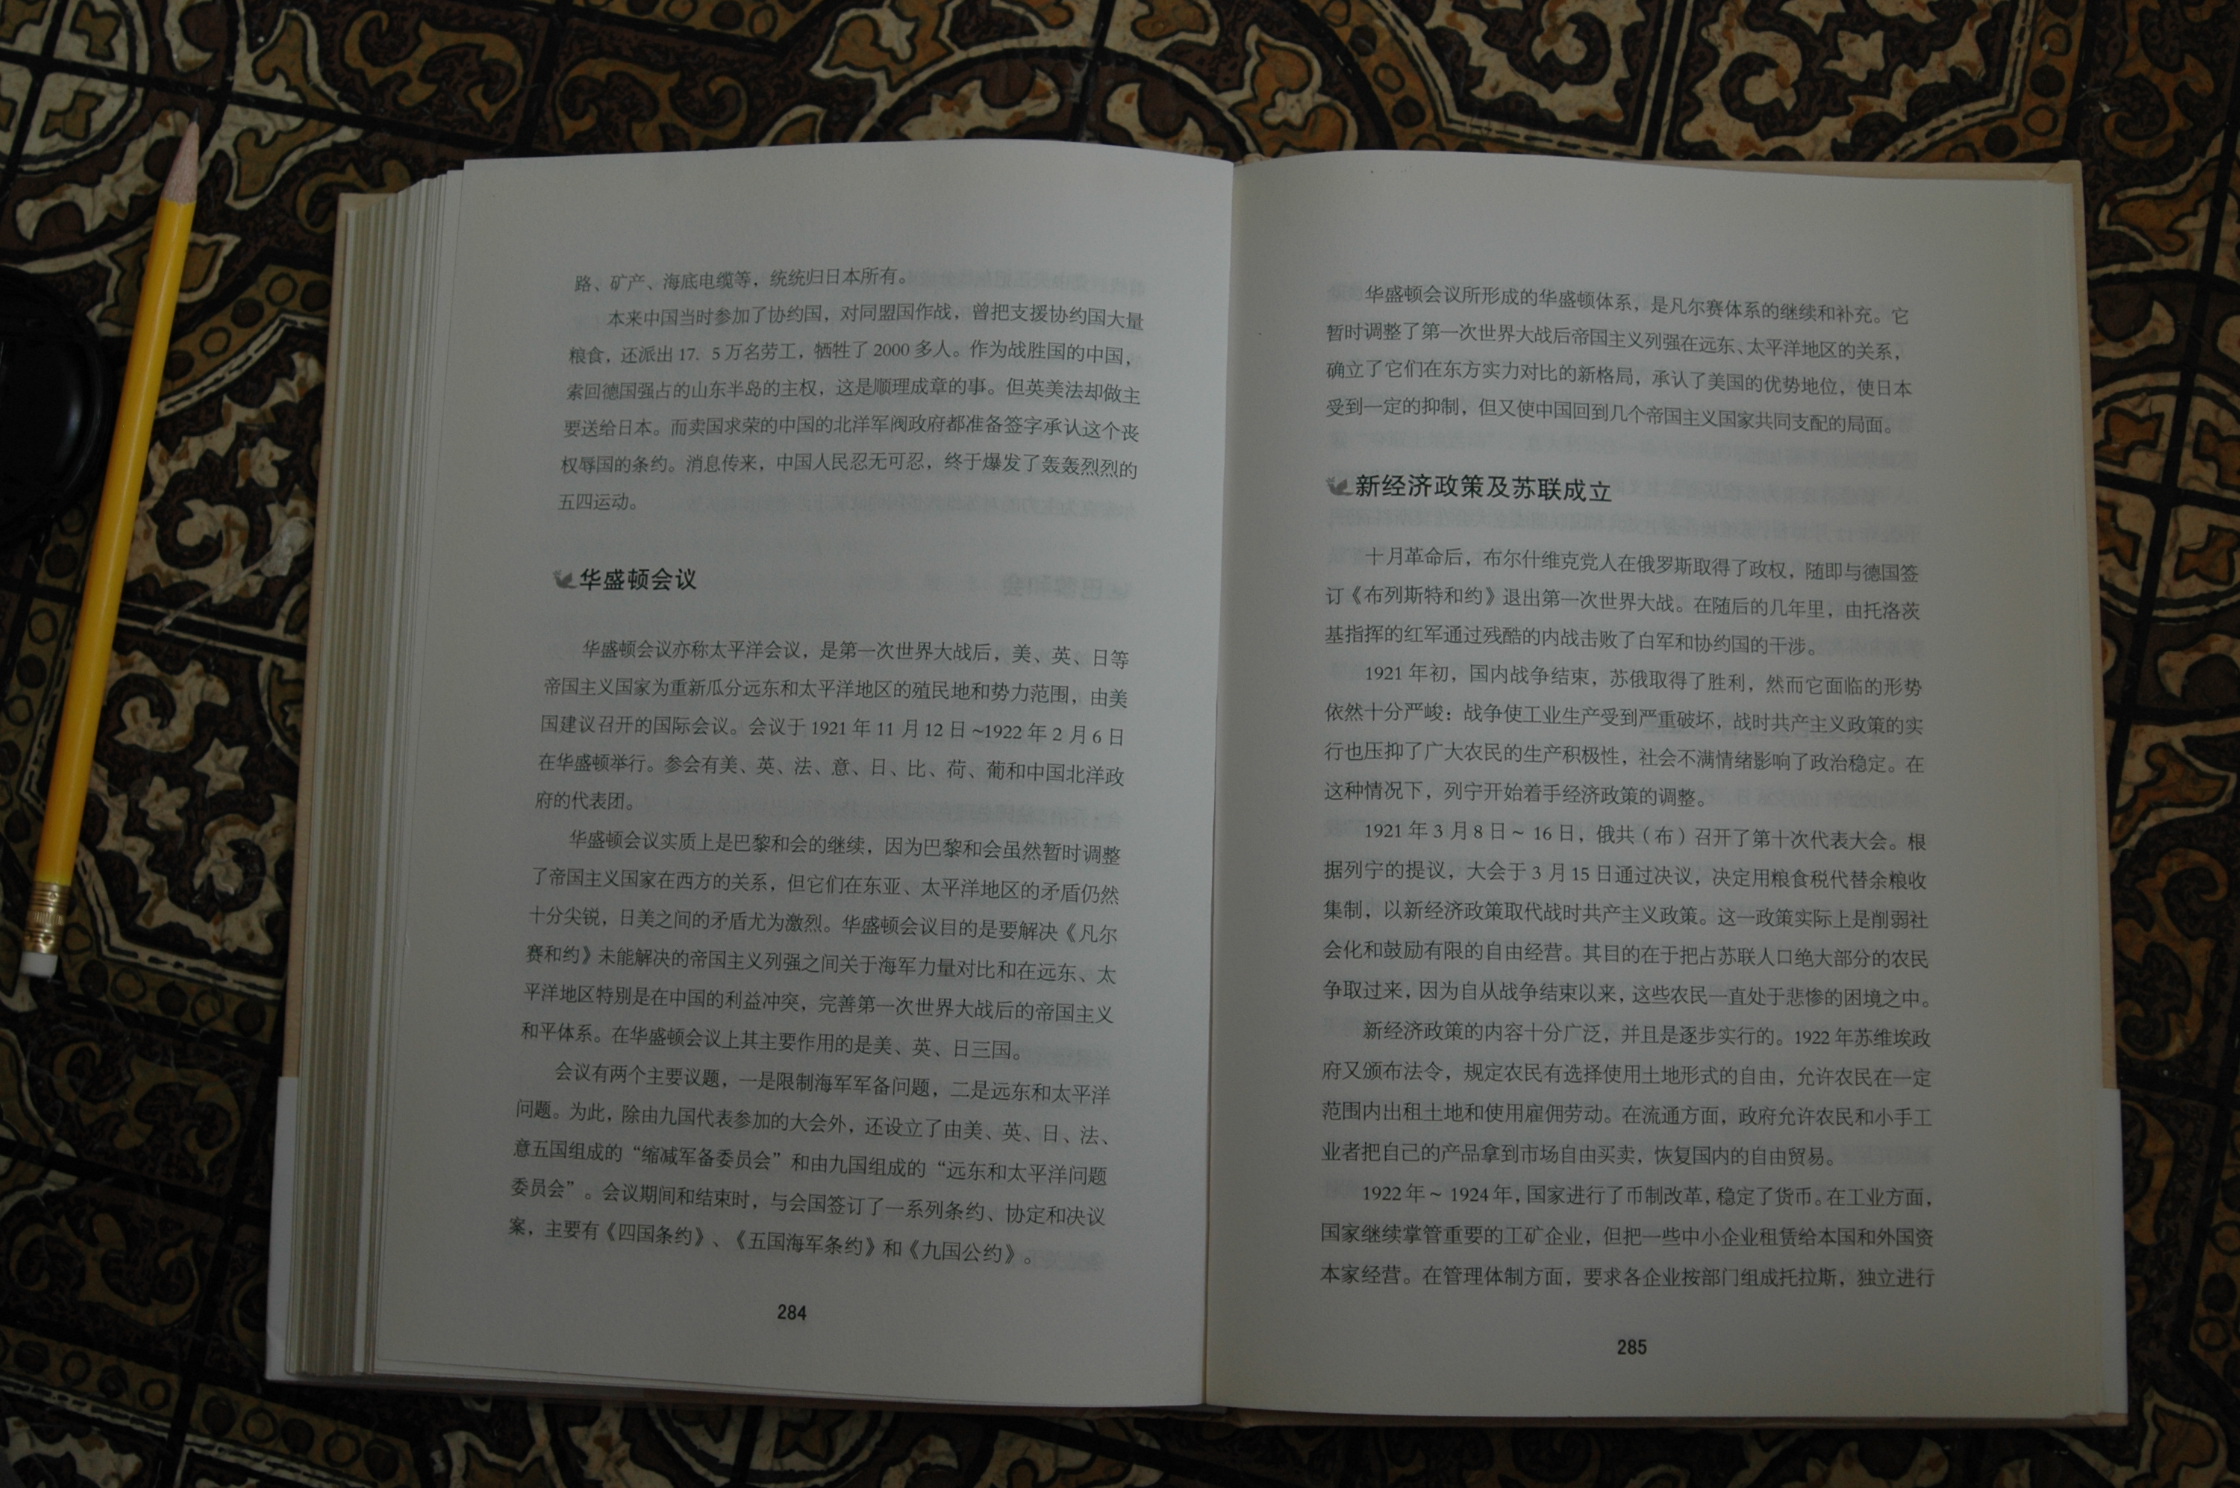 路、矿产、海底电缆等，统统归日本所有。
本来中国当时参加了协约国，对同盟国作战，曾把支援协约国大量
粮食，还派出17. 5万名劳工，牺牲了2000多人。作为战胜国的中国，
索回德国强占的山东半岛的主权，这是顺理成章的事。但英美法却做主
要送给日本。而卖国求荣的中国的北洋军阀政府都准备签字承认这个丧
权辱国的条约。消息传来，中国人民忍无可忍，终于爆发了轰轰烈烈的
五四运动。
华盛顿会议
华盛顿会议亦称太平洋会议，是第一次世界大战后，美、英、日等
帝国主义国家为重新瓜分远东和太平洋地区的殖民地和势力范围，由美
国建议召开的国际会议。会议于1921年11月12日~1922年2月6日
在华盛顿举行。参会有美、英、法、意、日、比、荷、葡和中国北洋政
府的代表团。
华盛顿会议实质上是巴黎和会的继续，因为巴黎和会虽然暂时调整
了帝国主义国家在西方的关系，但它们在东亚、太平洋地区的矛盾仍然
十分尖锐，日美之间的矛盾尤为激烈。华盛顿会议目的是要解决《凡尔
赛和约》未能解决的帝国主义列强之间关于海军力量对比和在远东、太
平洋地区特别是在中国的利益冲突，完善第一次世界大战后的帝国主义
和平体系。在华盛顿会议上其主要作用的是美、英、日三国。
会议有两个主要议题，一是限制海军军备问题，二是远东和太平洋
问题。为此，除由九国代表参加的大会外，还设立了由美、英、日、法、
意五国组成的“缩减军备委员会”和由九国组成的“远东和太平洋问题
委员会”。会议期间和结束时，与会国签订了一系列条约、协定和决议
案，主要有《四国条约》、《五国海军条约》和《九国公约》。
284
华盛顿会议所形成的华盛顿体系，是凡尔赛体系的继续和补充。它
暂时调整了第一次世界大战后帝国主义列强在远东、太平洋地区的关系，
确立了它们在东方实力对比的新格局，承认了美国的优势地位，使日本
受到一定的抑制，但又使中国回到几个帝国主义国家共同支配的局面。
新经济政策及苏联成立
十月革命后，布尔什维克党人在俄罗斯取得了政权，随即与德国签
订《布列斯特和约》退出第一次世界大战。在随后的几年里，由托洛茨
基指挥的红军通过残酷的内战击败了白军和协约国的干涉。
1921年初，国内战争结束，苏俄取得了胜利，然而它面临的形势
依然十分严峻：战争使工业生产受到严重破坏，战时共产主义政策的实
行也压抑了广大农民的生产积极性，社会不满情绪影响了政治稳定。在
这种情况下，列宁开始着手经济政策的调整。
1921年3月8日~16日，俄共（布）召开了第十次代表大会。根
据列宁的提议，大会于3月15日通过决议，决定用粮食税代替余粮收
集制，以新经济政策取代战时共产主义政策。这一政策实际上是削弱社
会化和鼓励有限的自由经营。其目的在于把占苏联人口绝大部分的农民
争取过来，因为自从战争结束以来，这些农民一直处于悲惨的困境之中。
新经济政策的内容十分广泛，并且是逐步实行的。1922年苏维埃政
府又颁布法令，规定农民有选择使用土地形式的自由，允许农民在一定
范围内出租土地和使用雇佣劳动。在流通方面，政府允许农民和小手工
业者把自己的产品拿到市场自由买卖，恢复国内的自由贸易。
1922年~1924年，国家进行了币制改革，稳定了货币。在工业方面，
国家继续掌管重要的工矿企业，但把一些中小企业租赁给本国和外国资
本家经营。在管理体制方面，要求各企业按部门组成托拉斯，独立进行
285